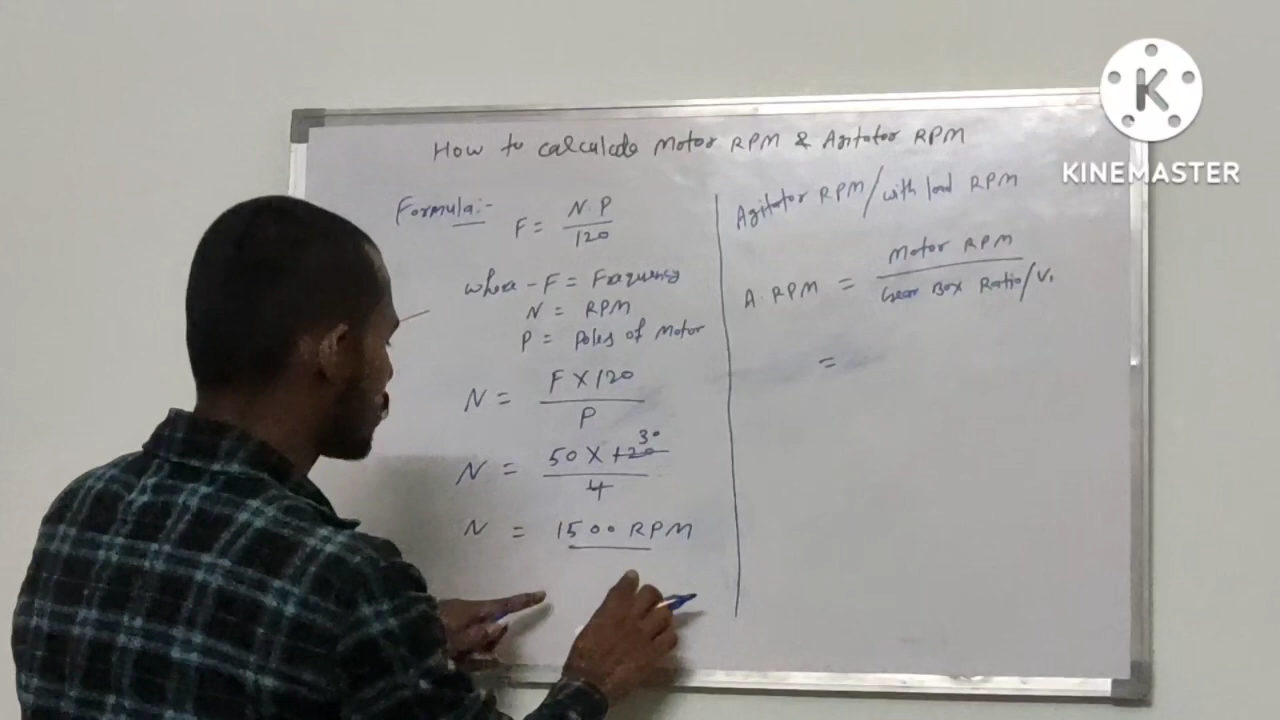 How to calculate Motor RPM & Agitator RPM
Formula:-
F = N.P / 120
where - F = Frequency
N = RPM
P = Poles of Motor
N = F X 120 / P
N = 50 X 120 30 / 4
N = 1500 RPM
Agitator RPM/with load RPM
A. RPM = Motor RPM / Gear Box Ratio/V.
=
K
KINEMASTER